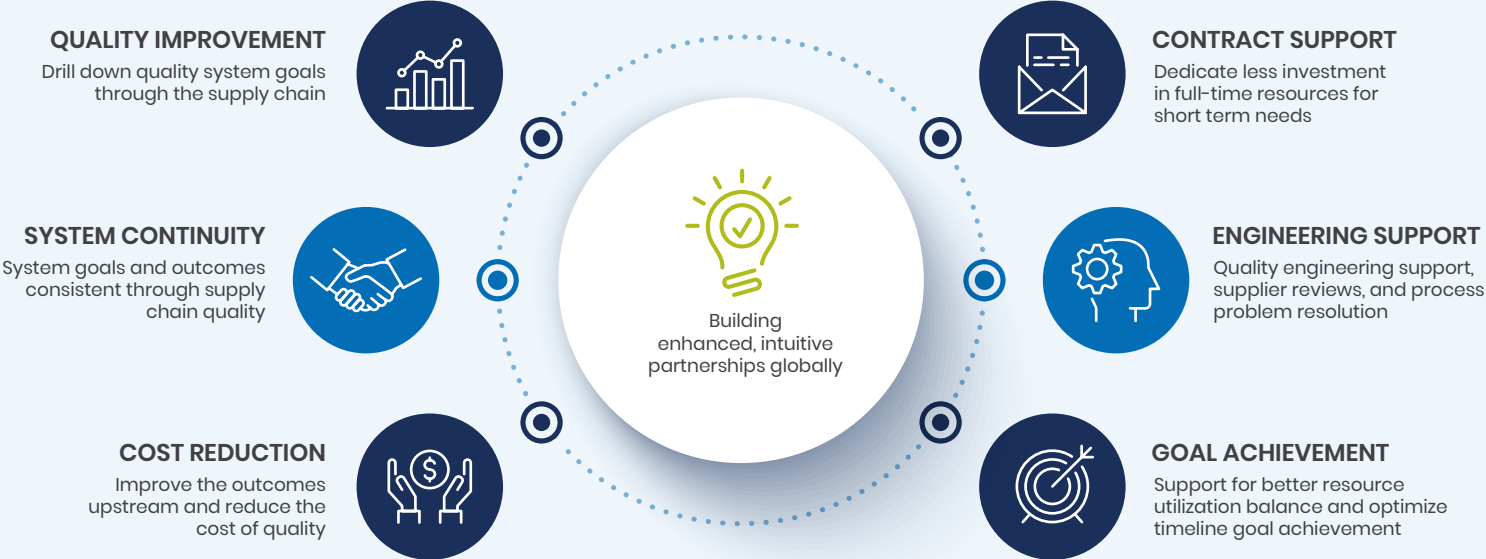 QUALITY IMPROVEMENT
Drill down quality system goals
through the supply chain
SYSTEM CONTINUITY
System goals and outcomes
consistent through supply
chain quality
COST REDUCTION
Improve the outcomes
upstream and reduce the
cost of quality
$
Building
enhanced, intuitive
partnerships globally
CONTRACT SUPPORT
Dedicate less investment
in full-time resources for
short term needs
ENGINEERING SUPPORT
Quality engineering support,
supplier reviews, and process
problem resolution
GOAL ACHIEVEMENT
Support for better resource
utilization balance and optimize
timeline goal achievement